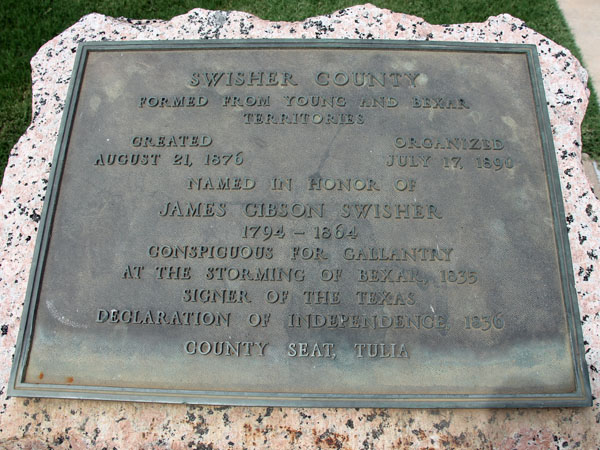 SWISHER COUNTY
FORMED FROM YOUNG AND BEXAR
TERRITORIES
CREATED ORGANIZED
AUGUST 21, 1876 JULY 17, 1890
NAMED IN HONOR OF
JAMES GIBSON SWISHER
1794 – 1864
CONSPIGUOUS FOR GALLANTRY
AT THE STORMING OF BEXAR, 1835
SIGNER OF THE TEXAS
DECLARATION OF INDEPENDENCE, 1836
COUNTY SEAT, TULIA